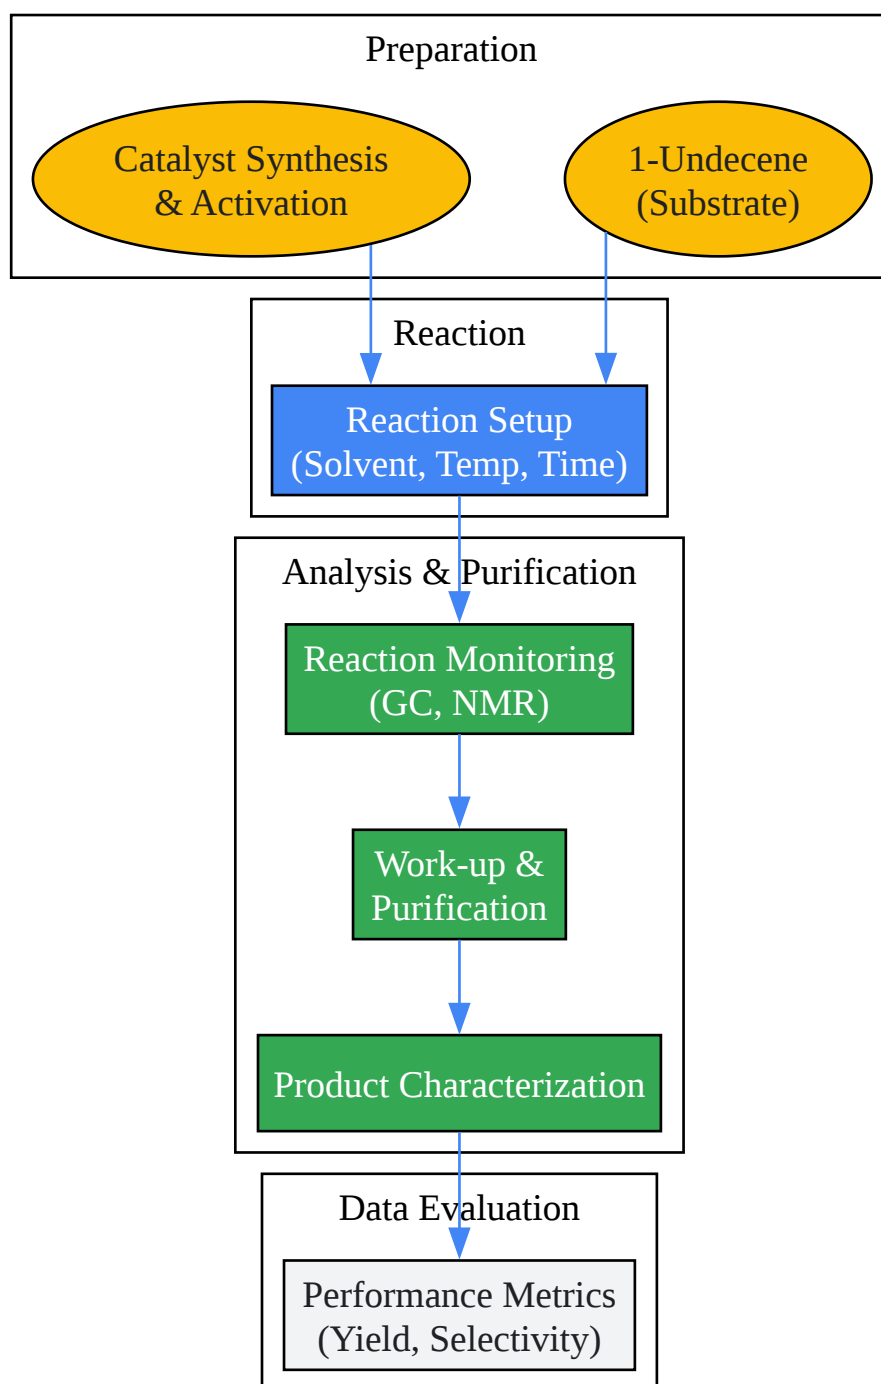 Preparation
Catalyst Synthesis
& Activation
1-Undecene
(Substrate)
Reaction
Reaction Setup
(Solvent, Temp, Time)
Analysis & Purification
Reaction Monitoring
(GC, NMR)
Work-up &
Purification
Product Characterization
Data Evaluation
Performance Metrics
(Yield, Selectivity)